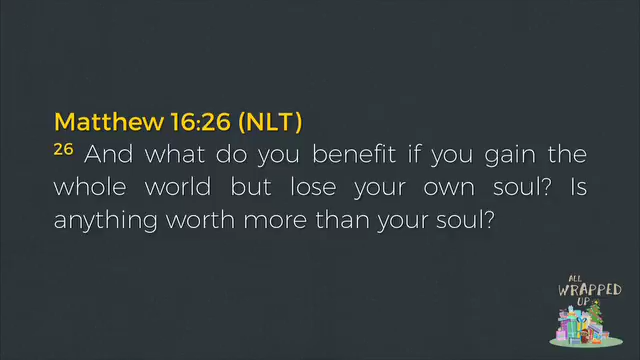 Matthew 16:26 (NLT)
26 And what do you benefit if you gain the
whole world but lose your own soul? Is
anything worth more than your soul?
ALL
WRAPPED
UP